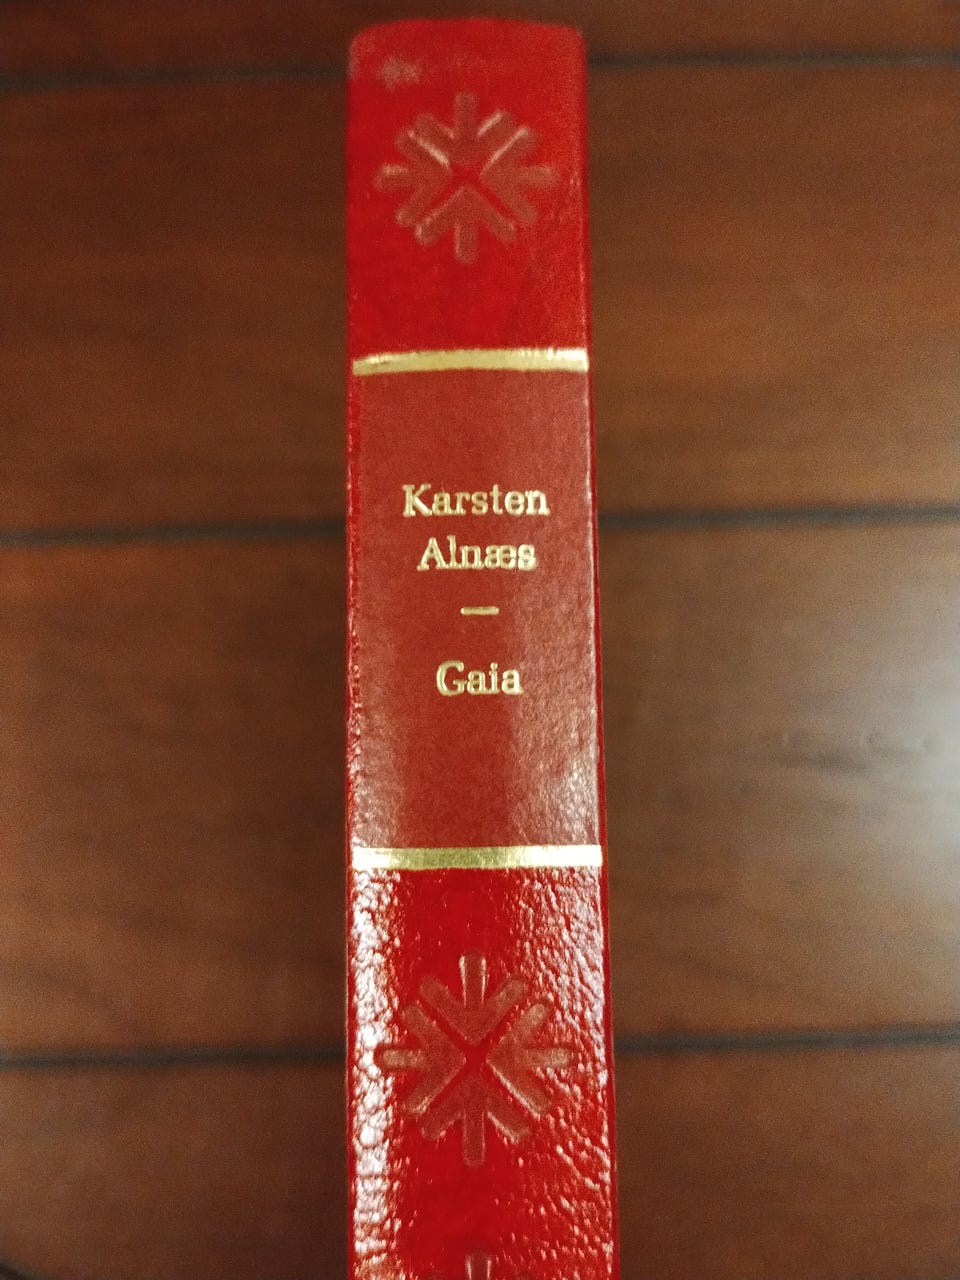 Karsten
Alnæs
—
Gaia